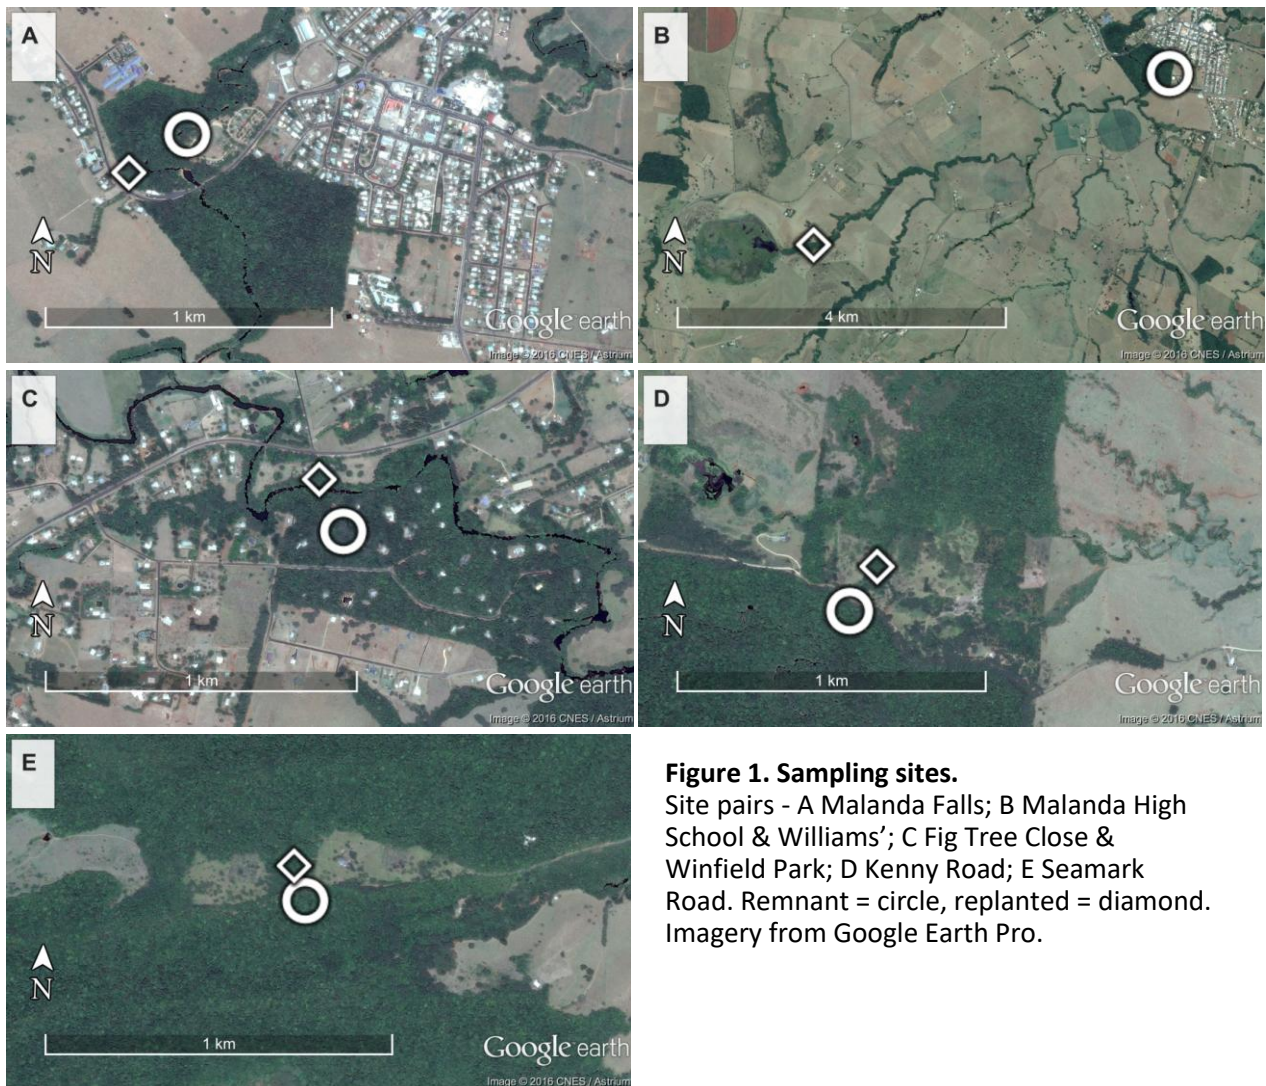 A
N
1 km
Google earth
Image © 2016 CNES / Astrium
B
N
4 km
Google earth
Image © 2016 CNES / Astrium
C
N
1 km
Google earth
Image © 2016 CNES / Astrium
D
N
1 km
Google earth
Image © 2016 CNES / Astrium
E
N
1 km
Google earth
Image © 2016 CNES / Astrium
Figure 1. Sampling sites.
Site pairs - A Malanda Falls; B Malanda High
School & Williams’; C Fig Tree Close &
Winfield Park; D Kenny Road; E Seamark
Road. Remnant = circle, replanted = diamond.
Imagery from Google Earth Pro.